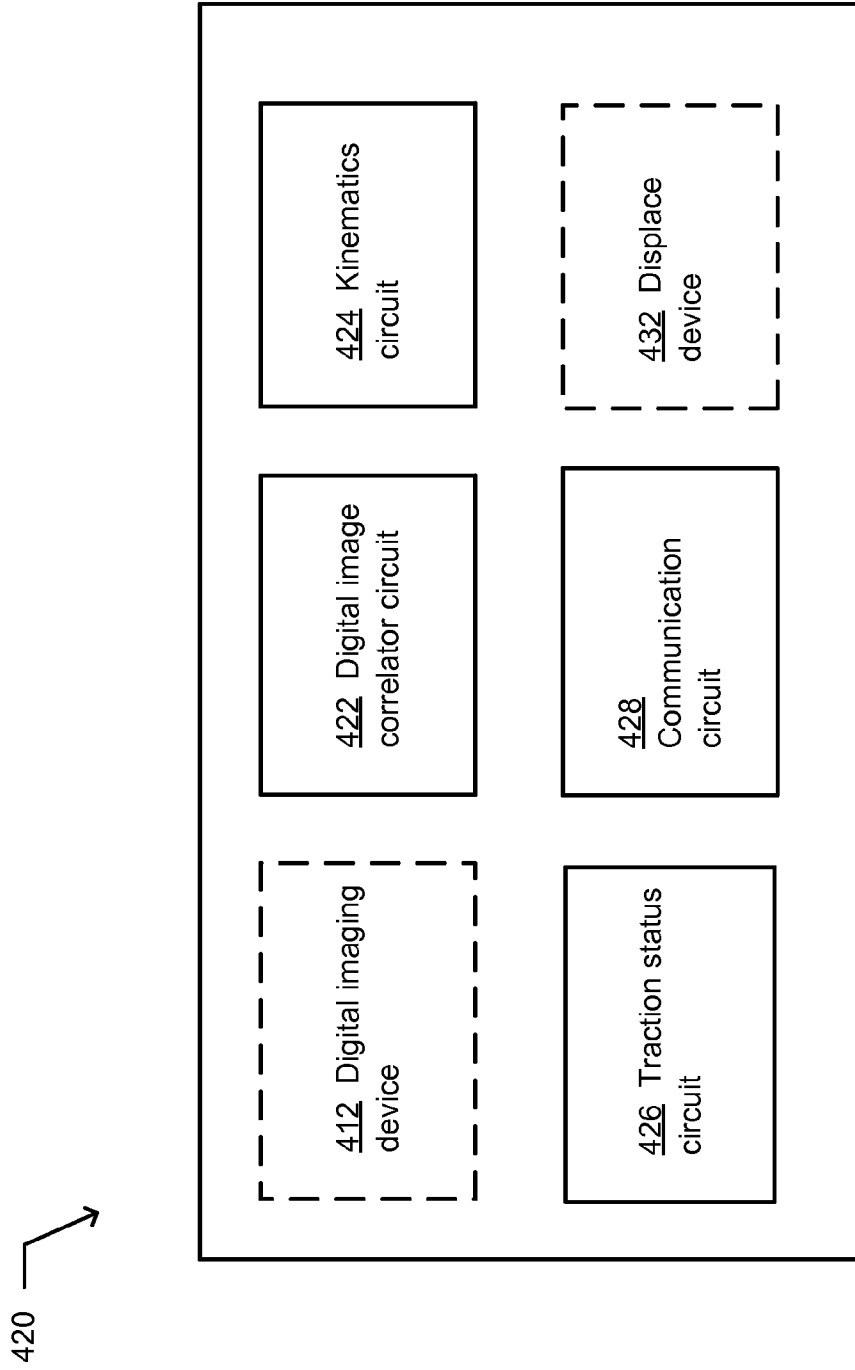 420
412 Digital imaging
device
422 Digital image
correlator circuit
424 Kinematics
circuit
426 Traction status
circuit
428
Communication
circuit
432 Displace
device